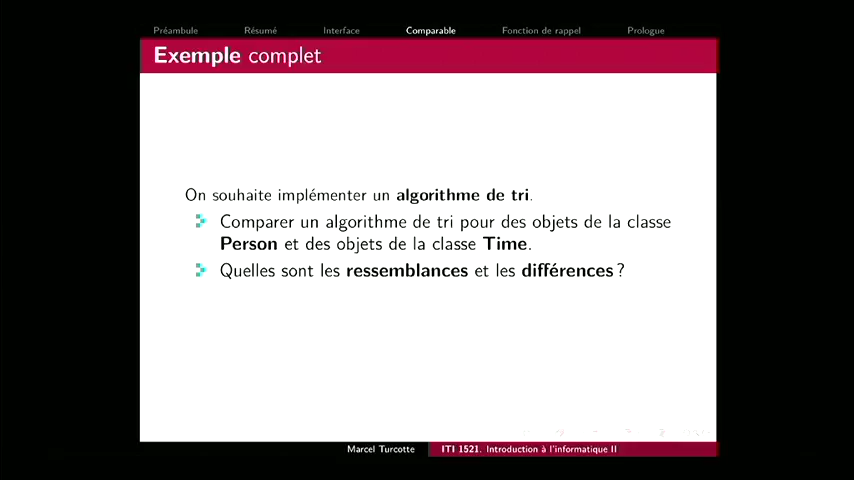 Préambule Résumé Interface Comparable Fonction de rappel Prologue
Exemple complet
On souhaite implémenter un algorithme de tri.
Comparer un algorithme de tri pour des objets de la classe
Person et des objets de la classe Time.
Quelles sont les ressemblances et les différences ?
Marcel Turcotte ITI 1521. Introduction à l'informatique II